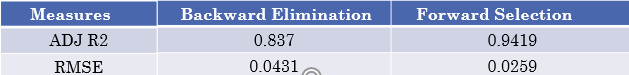 Measures Backward Elimination Forward Selection
ADJ R2 0.837 0.9419
RMSE 0.0431 0.0259